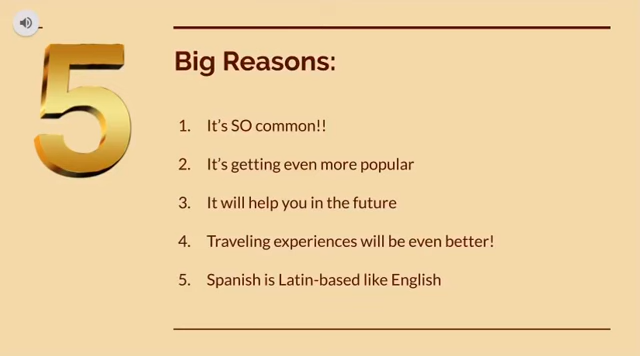 5
Big Reasons:
1. It's SO common!!
2. It's getting even more popular
3. It will help you in the future
4. Traveling experiences will be even better!
5. Spanish is Latin-based like English